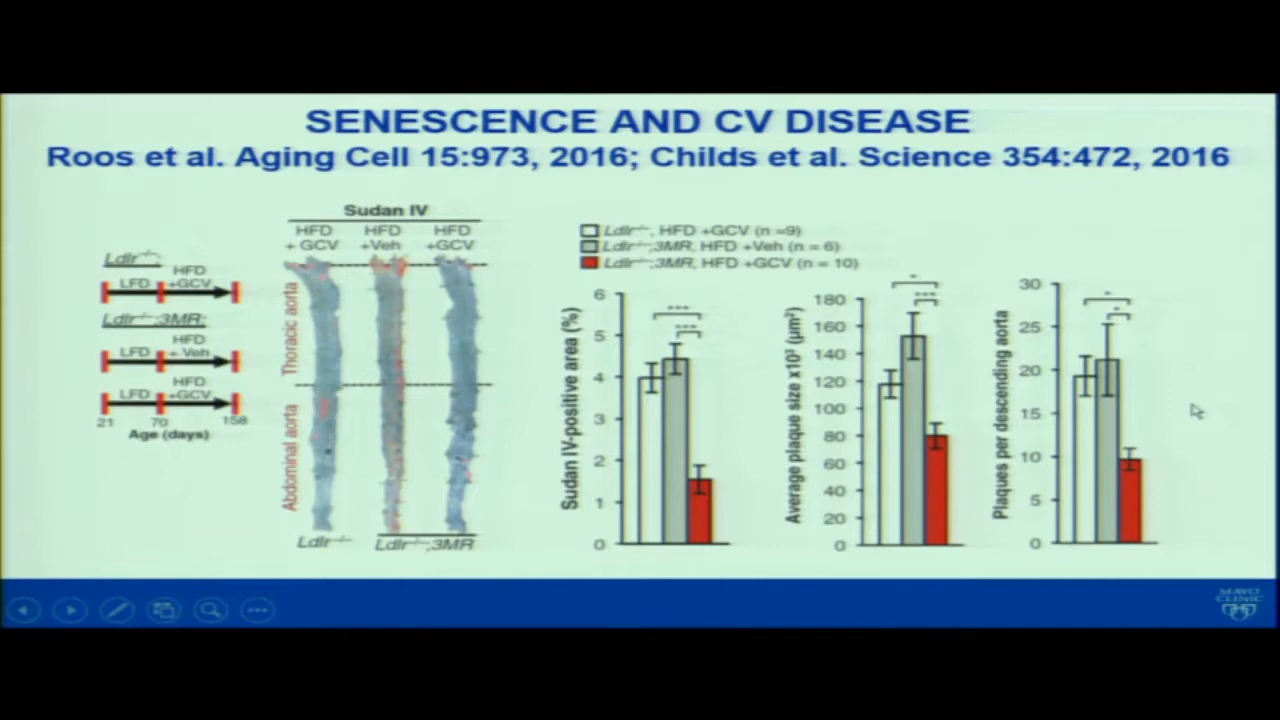 SENESCENCE AND CV DISEASE
Roos et al. Aging Cell 15:973, 2016; Childs et al. Science 354:472, 2016
Ldlr⁻/⁻;
LFD
HFD
+GCV
Ldlr⁻/⁻;3MR;
LFD
HFD
+ Veh
LFD
HFD
+GCV
21 70 158
Age (days)
Sudan IV
HFD HFD HFD
+ GCV +Veh +GCV
Thoracic aorta
Abdominal aorta
Ldlr⁻/⁻ Ldlr⁻/⁻;3MR
Ldlr⁻/⁻, HFD +GCV (n =9)
Ldlr⁻/⁻;3MR, HFD +Veh (n = 6)
Ldlr⁻/⁻;3MR, HFD +GCV (n = 10)
Sudan IV-positive area (%)
6
5
4
3
2
1
0
***
***
Average plaque size x10³ (µm²)
180
160
140
120
100
80
60
40
20
0
*
***
Plaques per descending aorta
30
25
20
15
10
5
0
*
*
MAYO
CLINIC